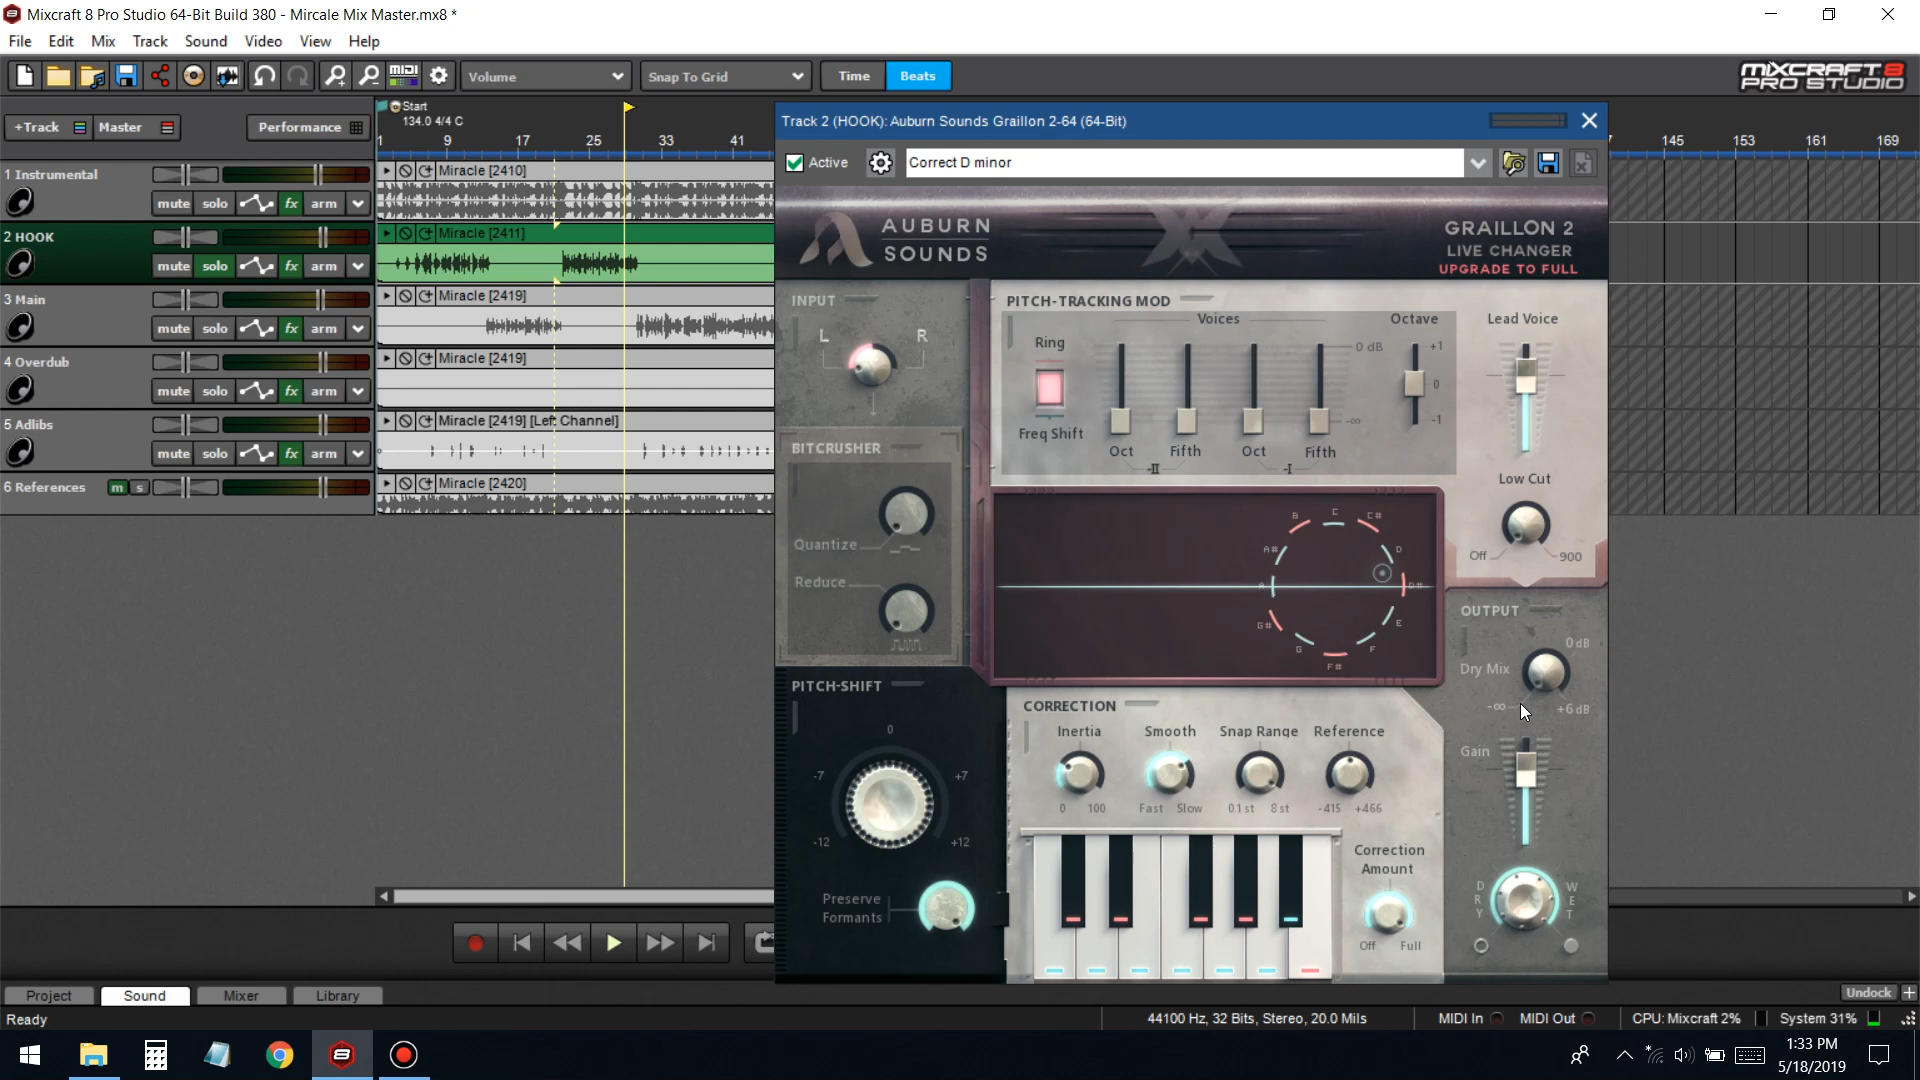 Mixcraft 8 Pro Studio 64-Bit Build 380 - Mircale Mix Master.mx8 *
File Edit Mix Track Sound Video View Help
MIDI Volume Snap To Grid Time Beats
MIXCRAFT 8
PRO STUDIO
+Track Master Performance
Start
134.0 4/4 C
1 9 17 25 33 41
145 153 161 169
Track 2 (HOOK): Auburn Sounds Graillon 2-64 (64-Bit)
Active Correct D minor
1 Instrumental
mute solo fx arm
Miracle [2410]
2 HOOK
mute solo fx arm
Miracle [2411]
3 Main
mute solo fx arm
Miracle [2419]
4 Overdub
mute solo fx arm
Miracle [2419]
5 Adlibs
mute solo fx arm
Miracle [2419] [Left Channel]
6 References m s
Miracle [2420]
AUBURN
SOUNDS
GRAILLON 2
LIVE CHANGER
UPGRADE TO FULL
INPUT
L R
BITCRUSHER
Quantize
Reduce
PITCH-TRACKING MOD
Voices Octave
Ring
Freq Shift
0 dB
-∞
Oct Fifth Oct Fifth
-II -I
+1
0
-1
Lead Voice
Low Cut
Off 900
B C C#
A# D
A D#
G# E
G F
F#
OUTPUT
0 dB
Dry Mix
-∞ +6 dB
Gain
DRY WET
PITCH-SHIFT
0
-7 +7
-12 +12
Preserve
Formants
CORRECTION
Inertia Smooth Snap Range Reference
0 100 Fast Slow 0.1 st 8 st -415 +466
Correction
Amount
Off Full
Project Sound Mixer Library
Undock +
Ready
44100 Hz, 32 Bits, Stereo, 20.0 Mils MIDI In MIDI Out CPU: Mixcraft 2% System 31%
1:33 PM
5/18/2019